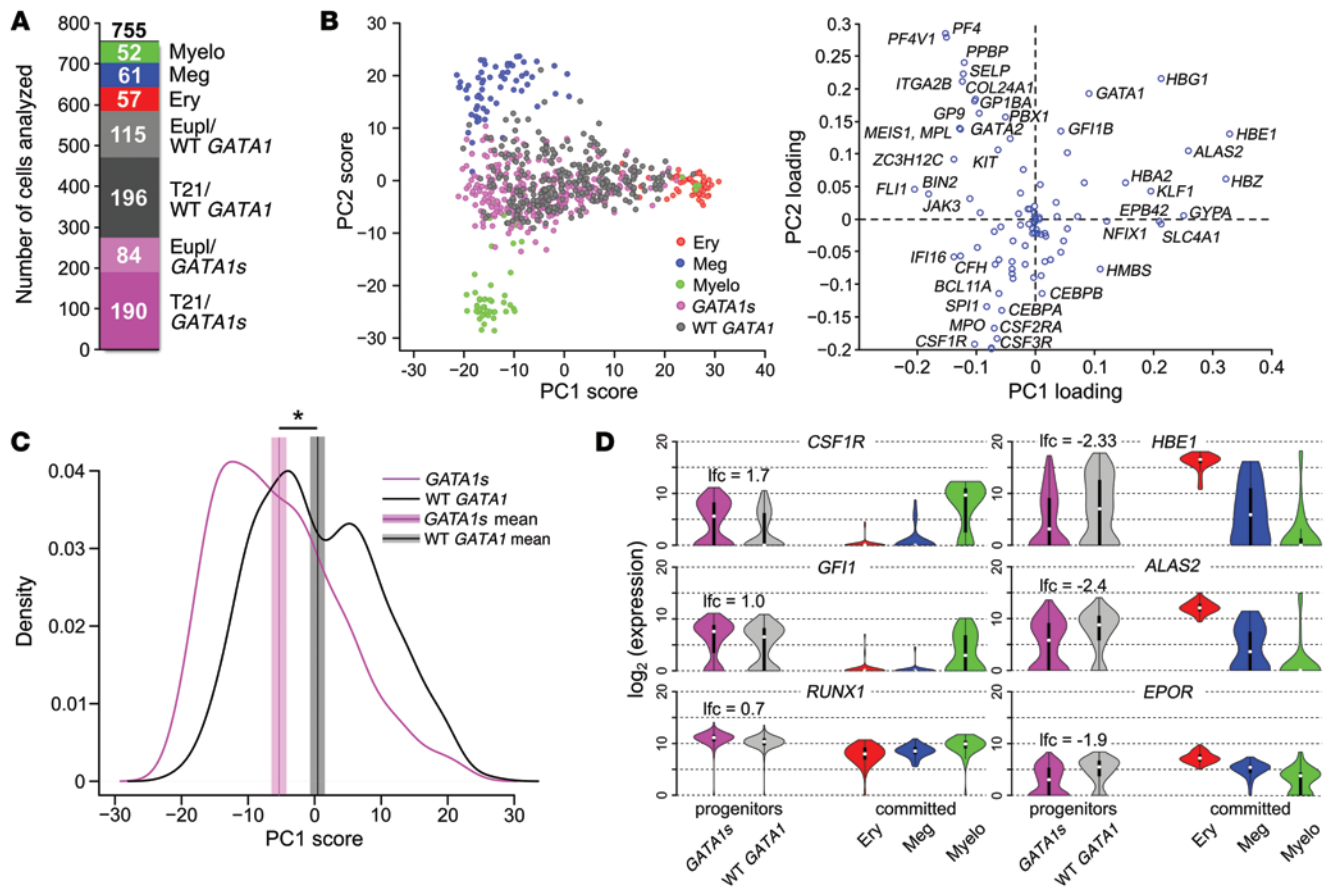 A
Number of cells analyzed
800
700
600
500
400
300
200
100
0
755
52 Myelo
61 Meg
57 Ery
115 Eupl/
WT GATA1
196 T21/
WT GATA1
84 Eupl/
GATA1s
190 T21/
GATA1s
B
PC2 score
30
20
10
0
−10
−20
−30
−20 −10 0 10 20 30 40
PC1 score
Ery
Meg
Myelo
GATA1s
WT GATA1
PC2 loading
0.3
0.25
0.2
0.15
0.1
0.05
0
−0.05
−0.1
−0.15
−0.2
−0.2 −0.1 0 0.1 0.2 0.3 0.4
PC1 loading
PF4V1 PF4
PPBP
SELP
ITGA2B COL24A1
GP1BA
GP9 PBX1
MEIS1, MPL GATA2
ZC3H12C KIT
FLI1 BIN2
JAK3
HBG1
GATA1
GFI1B HBE1
ALAS2
HBA2 HBZ
KLF1
EPB42 GYPA
NFIX1 SLC4A1
IFI16 CFH HMBS
BCL11A CEBPB
SPI1 CEBPA
MPO CSF2RA
CSF1R CSF3R
C
*
Density
0.04
0.03
0.02
0.01
0
−30 −20 −10 0 10 20 30
PC1 score
GATA1s
WT GATA1
GATA1s mean
WT GATA1 mean
D
log2 (expression)
20
10
0
CSF1R
lfc = 1.7
20
10
0
HBE1
lfc = -2.33
20
10
0
GFI1
lfc = 1.0
20
10
0
ALAS2
lfc = -2.4
20
10
0
RUNX1
lfc = 0.7
20
10
0
EPOR
lfc = -1.9
progenitors committed progenitors committed
GATA1s WT GATA1 Ery Meg Myelo GATA1s WT GATA1 Ery Meg Myelo